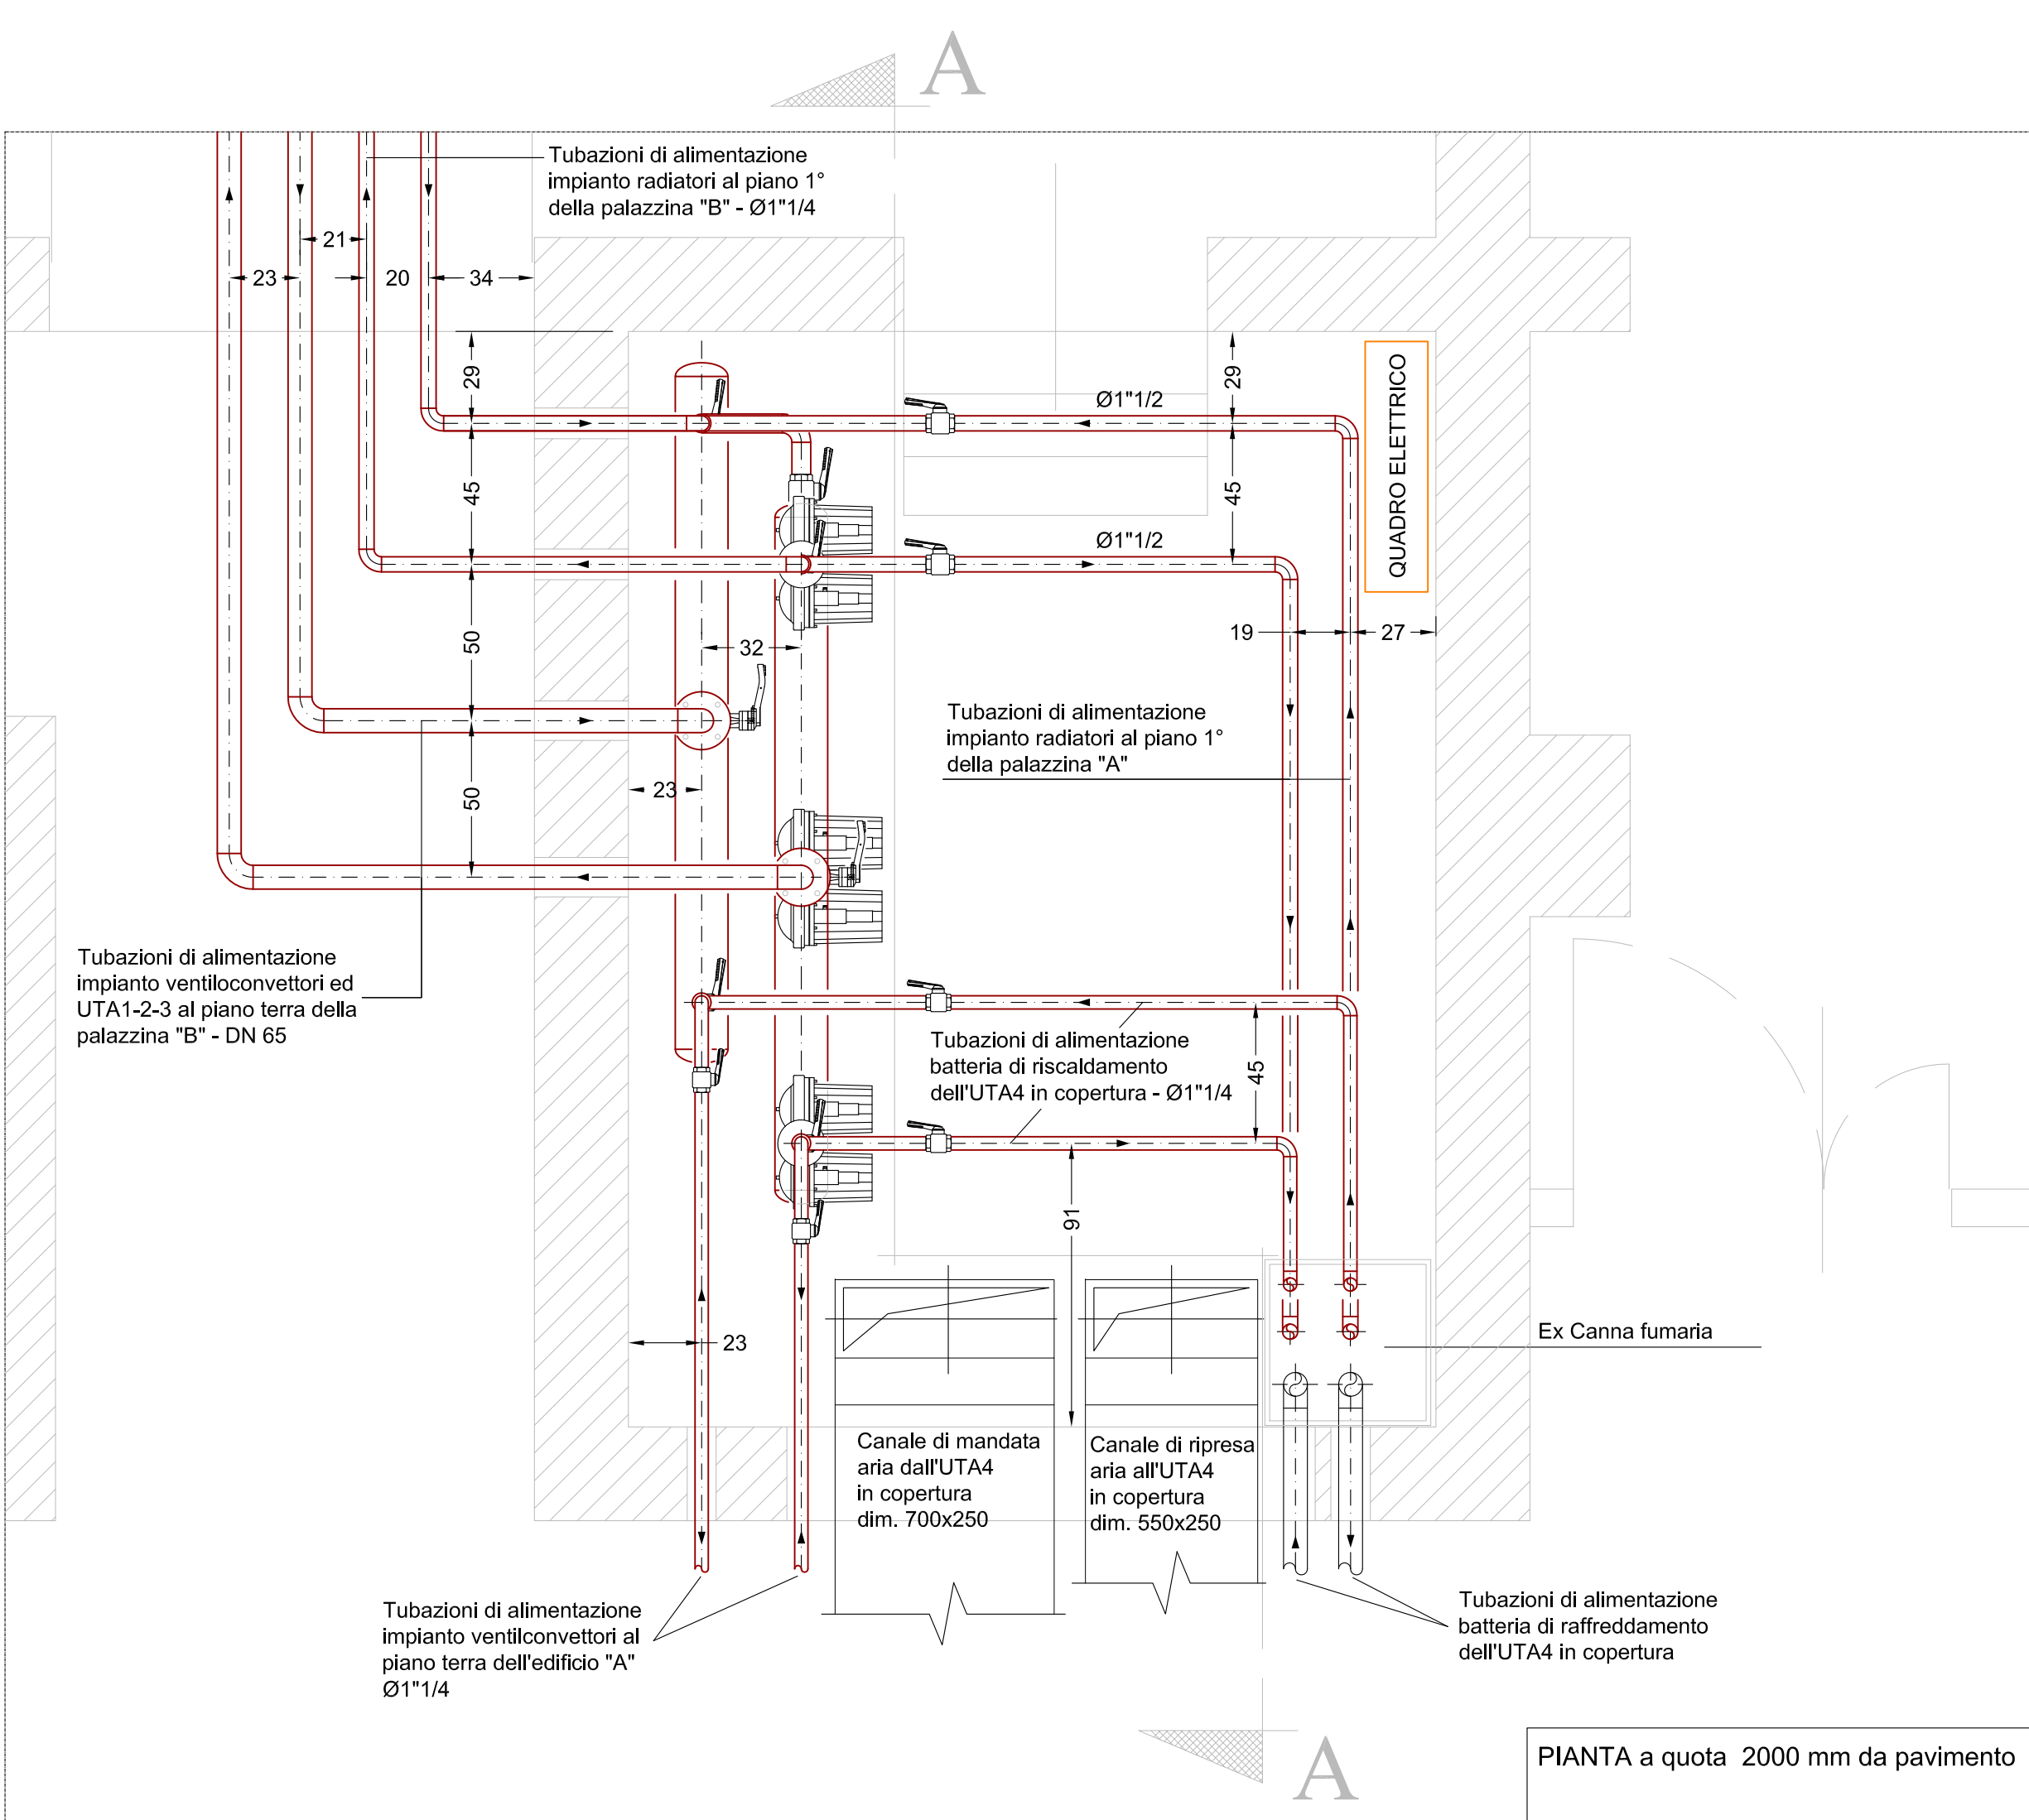 A
Tubazioni di alimentazione
impianto radiatori al piano 1°
della palazzina "B" - Ø1"1/4
21
23
20
34
29
29
Ø1"1/2
QUADRO ELETTRICO
45
45
Ø1"1/2
50
32
19
27
Tubazioni di alimentazione
impianto radiatori al piano 1°
della palazzina "A"
23
50
Tubazioni di alimentazione
impianto ventiloconvettori ed
UTA1-2-3 al piano terra della
palazzina "B" - DN 65
Tubazioni di alimentazione
batteria di riscaldamento
dell'UTA4 in copertura - Ø1"1/4
45
91
23
Ex Canna fumaria
Canale di mandata
aria dall'UTA4
in copertura
dim. 700x250
Canale di ripresa
aria all'UTA4
in copertura
dim. 550x250
Tubazioni di alimentazione
impianto ventilconvettori al
piano terra dell'edificio "A"
Ø1"1/4
Tubazioni di alimentazione
batteria di raffreddamento
dell'UTA4 in copertura
A
PIANTA a quota 2000 mm da pavimento